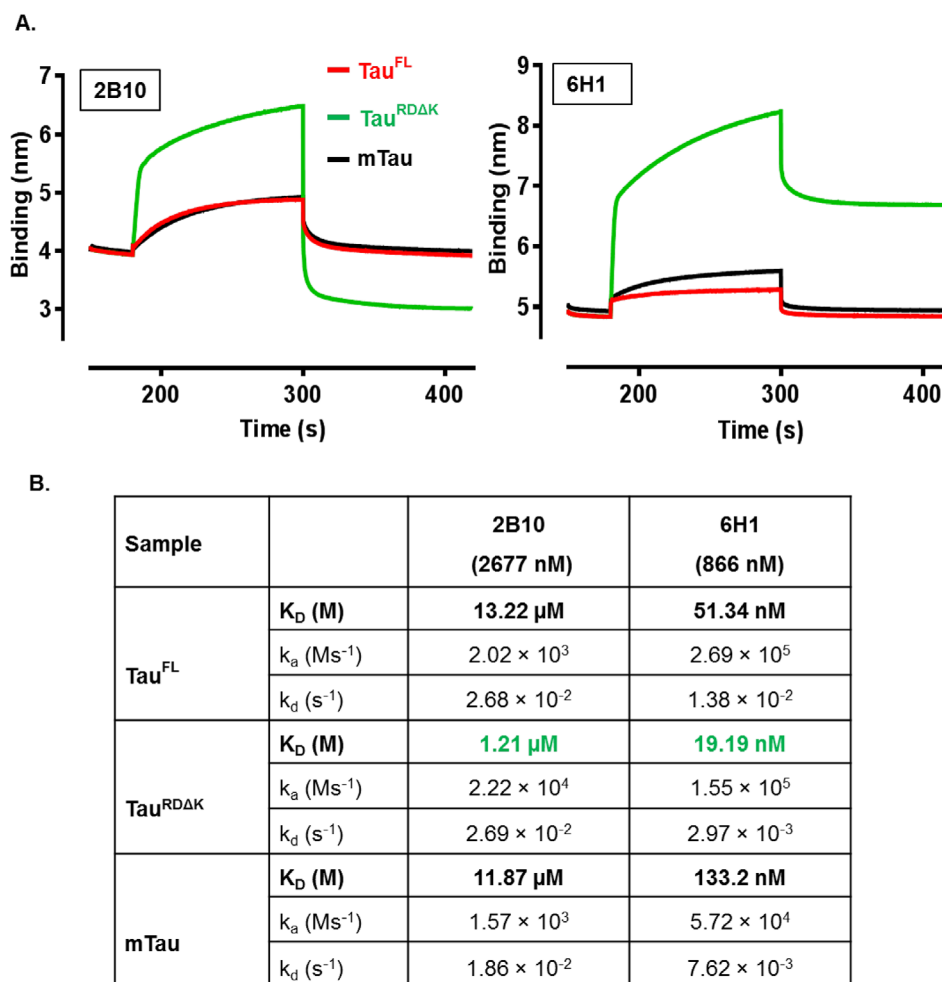 A.
2B10
Tau^FL
Tau^RDΔK
mTau
6H1
Binding (nm)
7
6
5
4
3
200 300 400
Time (s)
Binding (nm)
9
8
7
6
5
200 300 400
Time (s)
B.
Sample 2B10 (2677 nM) 6H1 (866 nM)
Tau^FL K_D (M) 13.22 µM 51.34 nM
k_a (Ms^-1) 2.02 × 10^3 2.69 × 10^5
k_d (s^-1) 2.68 × 10^-2 1.38 × 10^-2
Tau^RDΔK K_D (M) 1.21 µM 19.19 nM
k_a (Ms^-1) 2.22 × 10^4 1.55 × 10^5
k_d (s^-1) 2.69 × 10^-2 2.97 × 10^-3
mTau K_D (M) 11.87 µM 133.2 nM
k_a (Ms^-1) 1.57 × 10^3 5.72 × 10^4
k_d (s^-1) 1.86 × 10^-2 7.62 × 10^-3